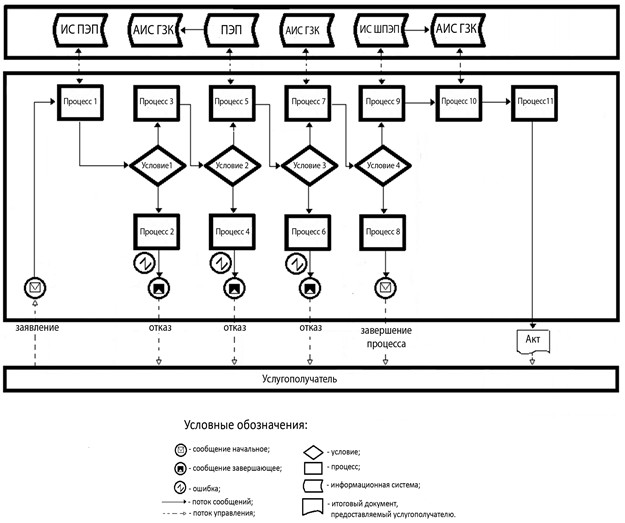 ИС ПЭП АИС ГЗК ПЭП АИС ГЗК ИС ШПЭП АИС ГЗК
Процесс 1 Процесс 3 Процесс 5 Процесс 7 Процесс 9 Процесс 10 Процесс11
Условие1 Условие 2 Условие 3 Условие 4
Процесс 2 Процесс 4 Процесс 6 Процесс 8
заявление отказ отказ отказ завершение
процесса
Акт
Услугополучатель
Условные обозначения:
- сообщение начальное;
- сообщение завершающее;
- ошибка;
- поток сообщений;
- поток управления;
- условие;
- процесс;
- информационная система;
- итоговый документ,
предоставляемый услугополучателю.